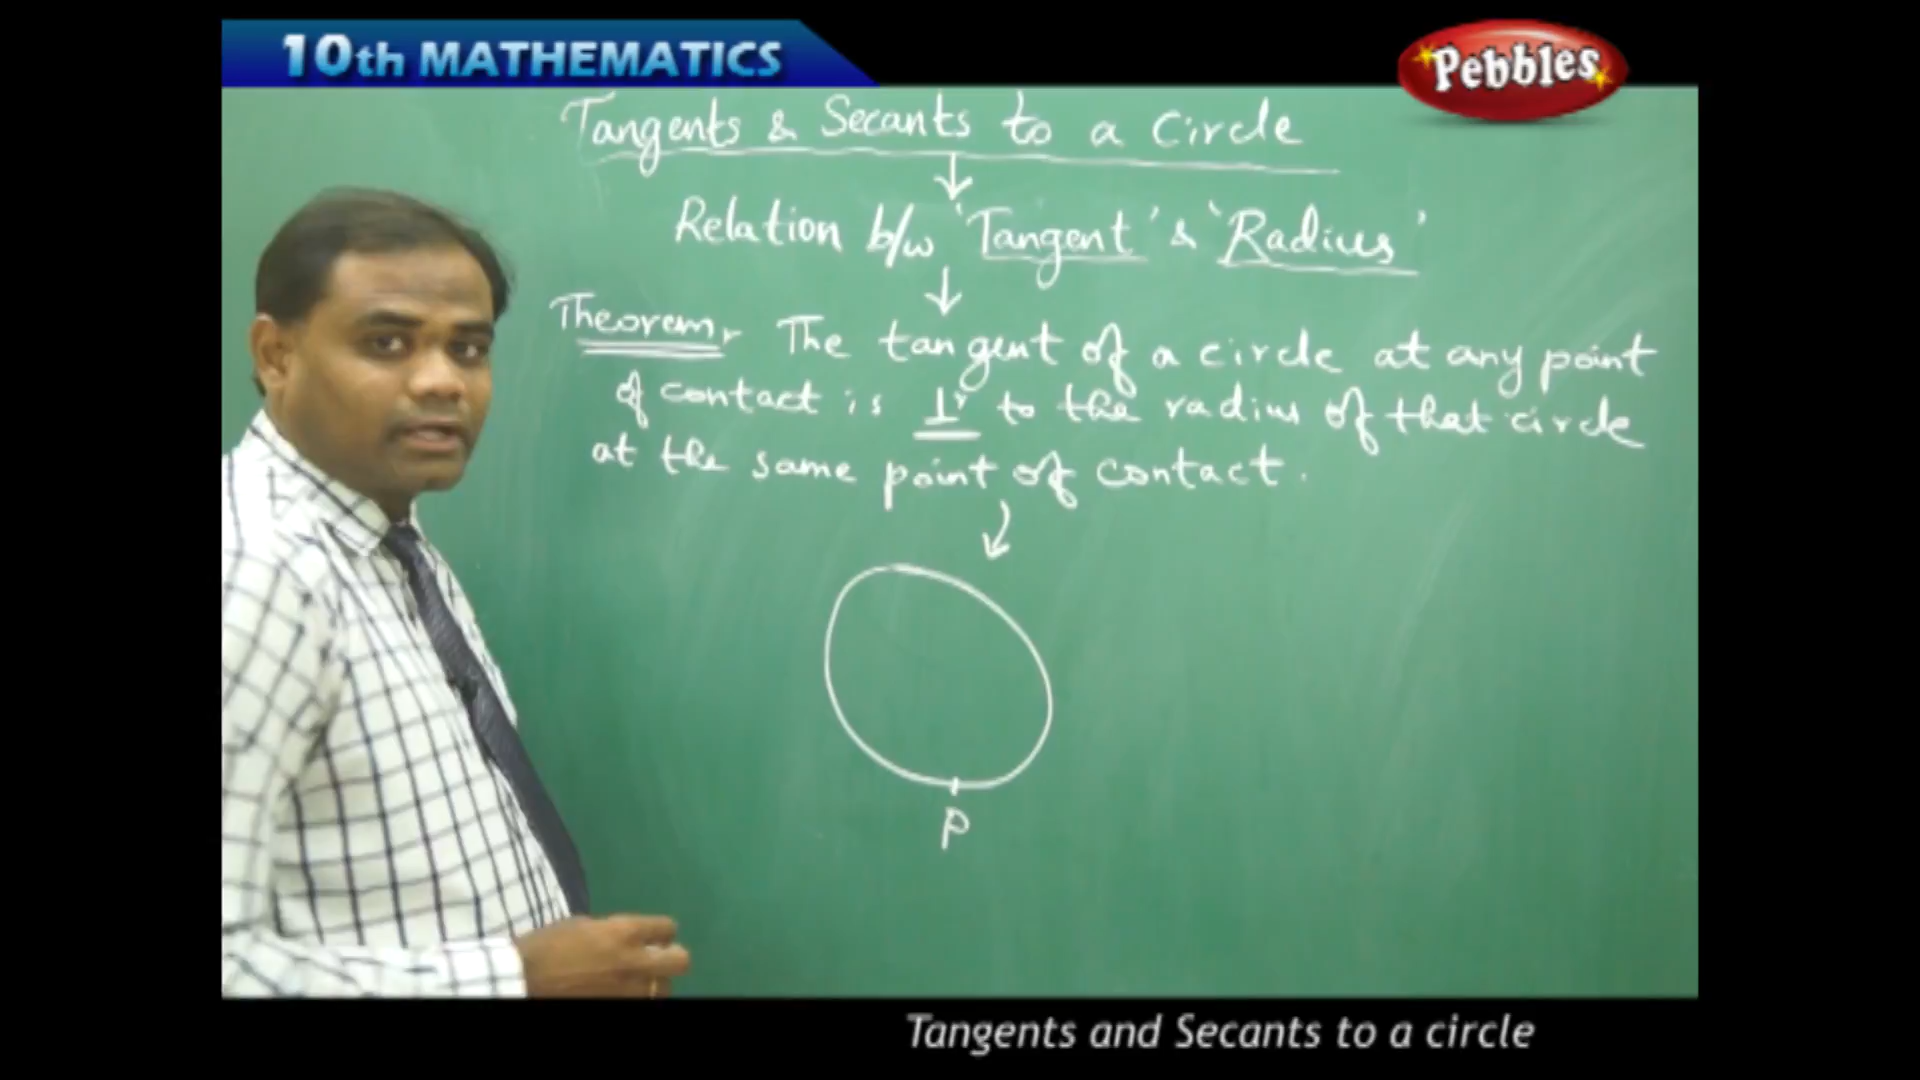 10th MATHEMATICS
Pebbles
Tangents & Secants to a Circle
Relation b/w 'Tangent' & 'Radius'
Theorem, The tangent of a circle at any point
of contact is ⊥r to the radius of that circle
at the same point of contact.
P
Tangents and Secants to a circle